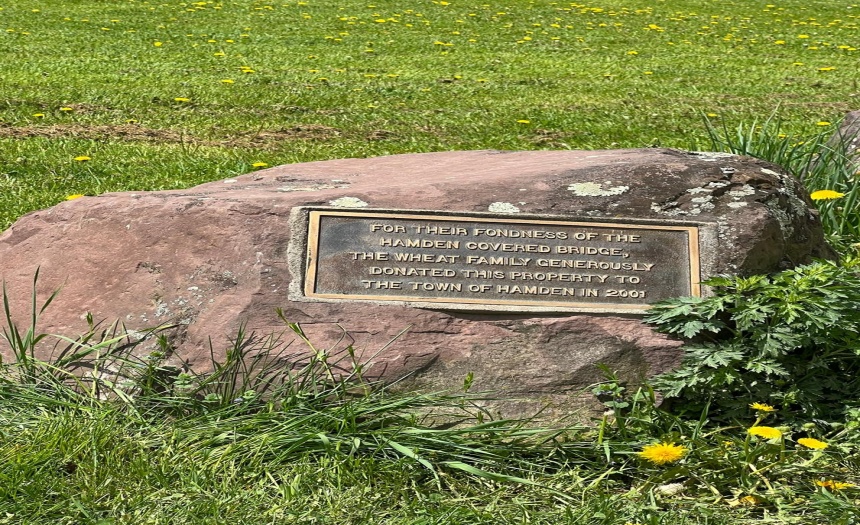 FOR THEIR FONDNESS OF THE
HAMDEN COVERED BRIDGE,
THE WHEAT FAMILY GENEROUSLY
DONATED THIS PROPERTY TO
THE TOWN OF HAMDEN IN 2001